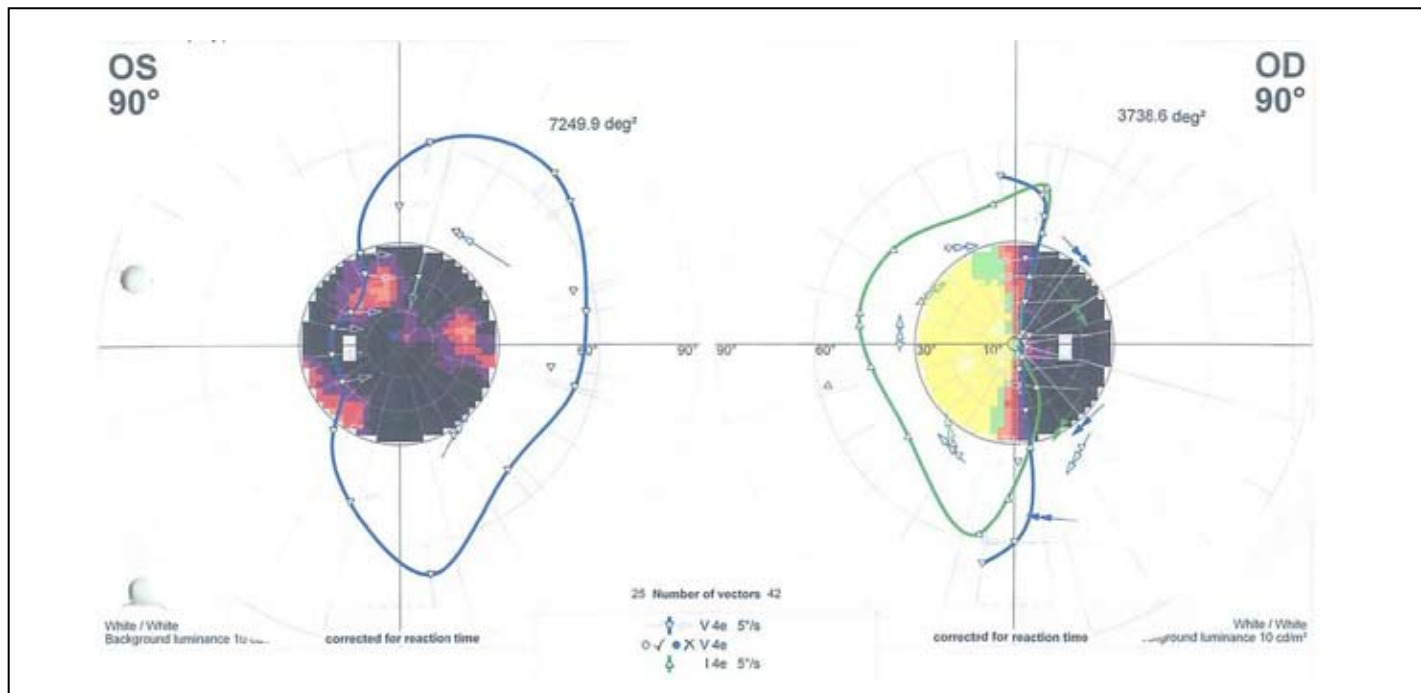 OS
90°
OD
90°
7249.9 deg²
3738.6 deg²
60°
90°
90°
60°
30°
10°
25 Number of vectors 42
V 4e 5°/s
V 4e
I 4e 5°/s
White / White
Background luminance 10
corrected for reaction time
corrected for reaction time
White / White
ground luminance 10 cd/m²